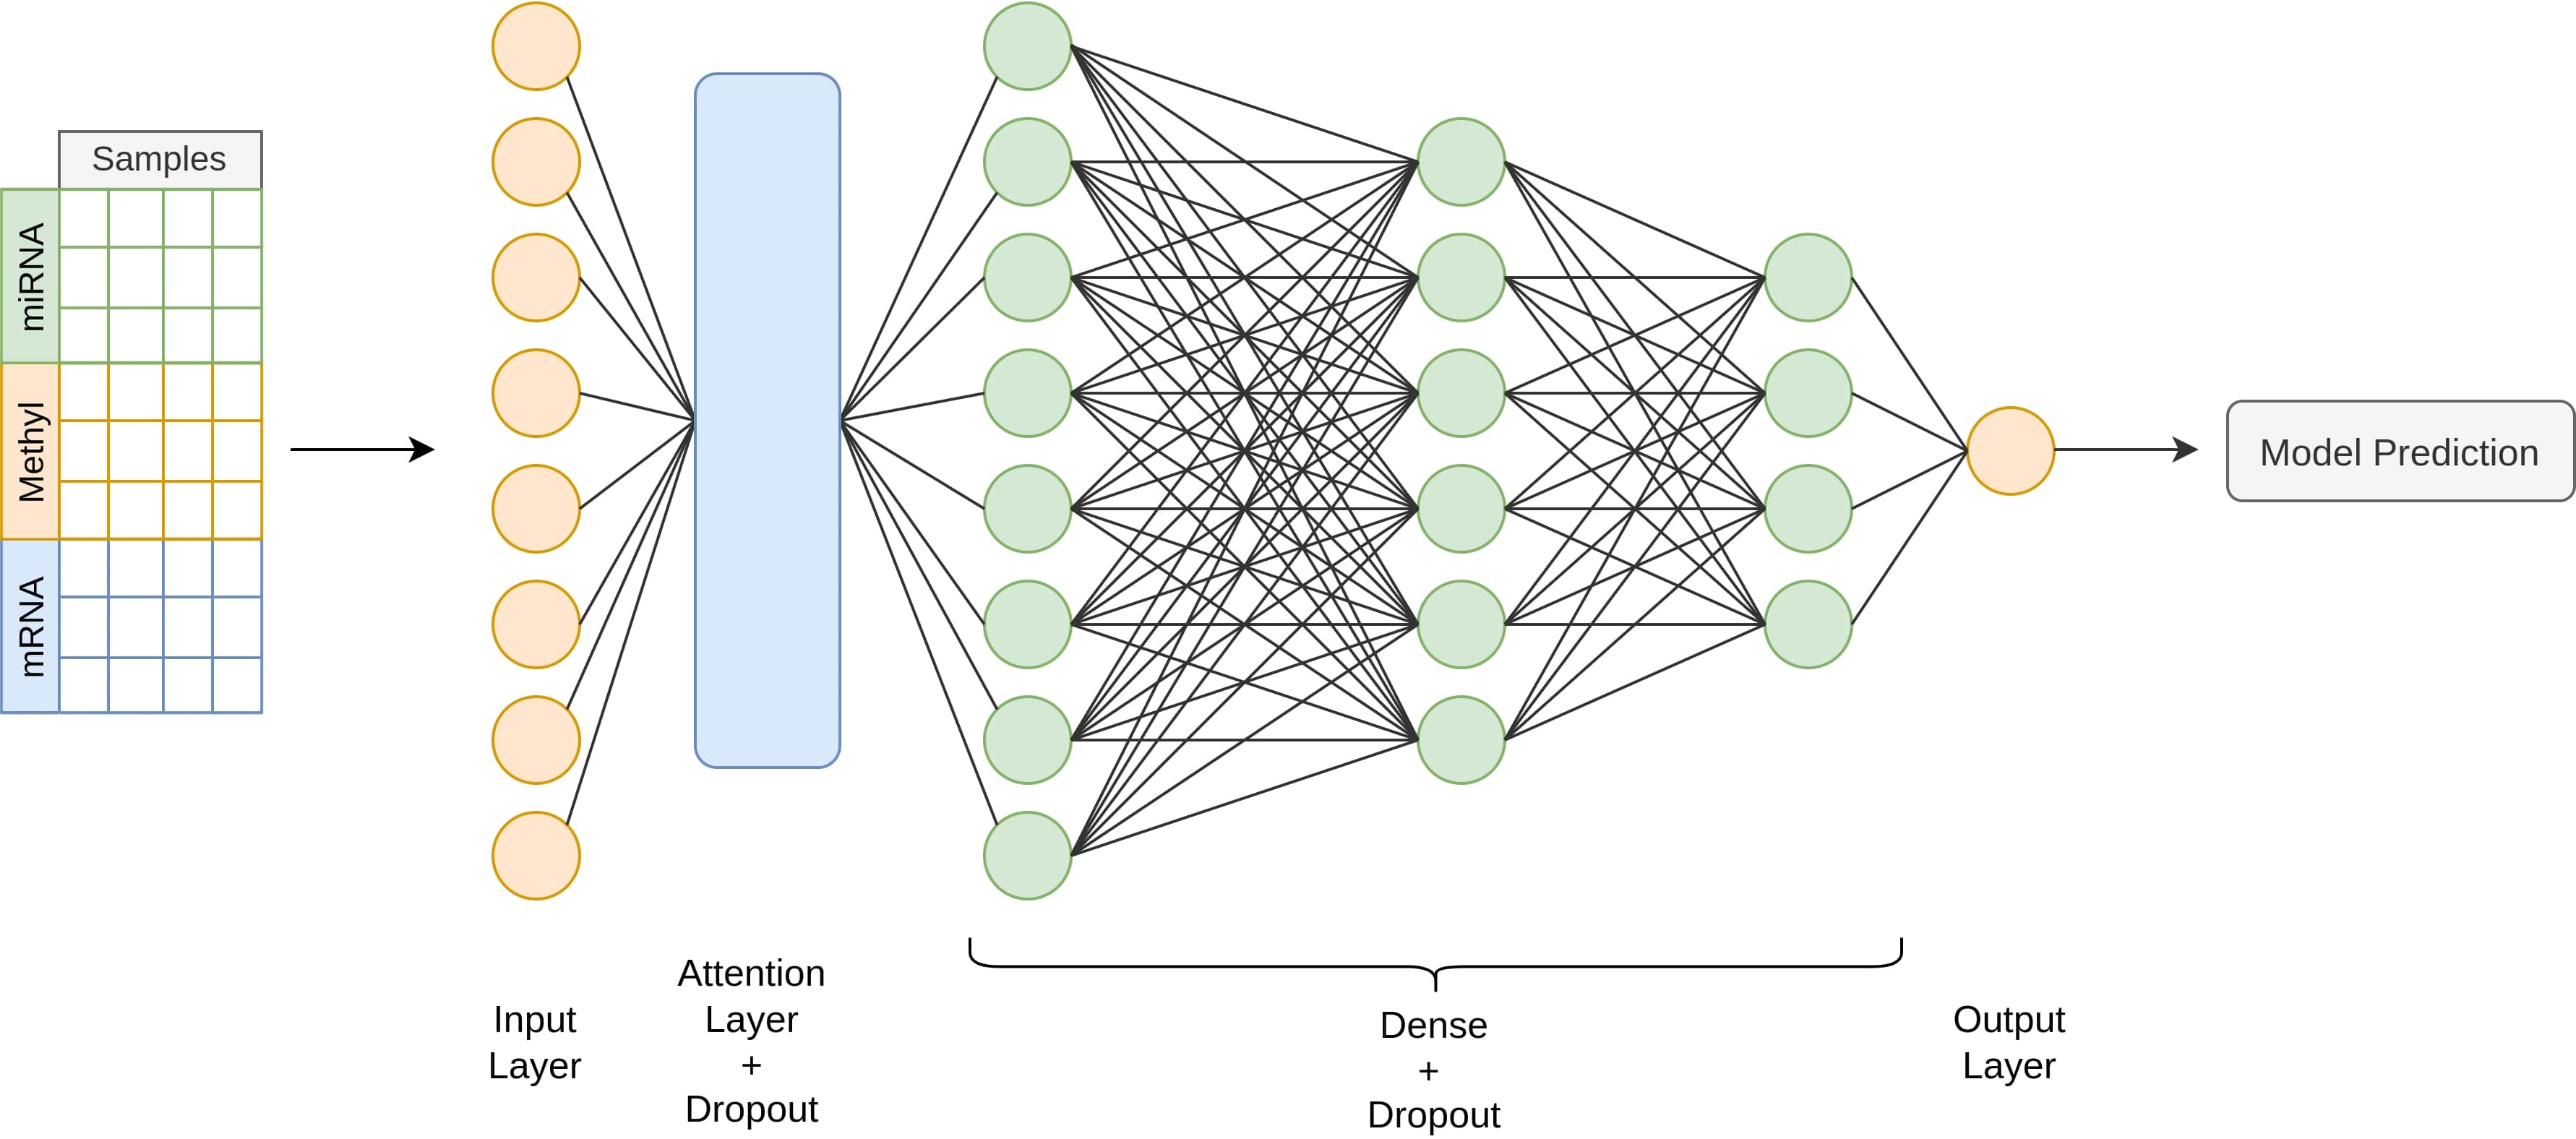 Samples
miRNA
Methyl
mRNA
Model Prediction
Input
Layer
Attention
Layer
+
Dropout
Dense
+
Dropout
Output
Layer